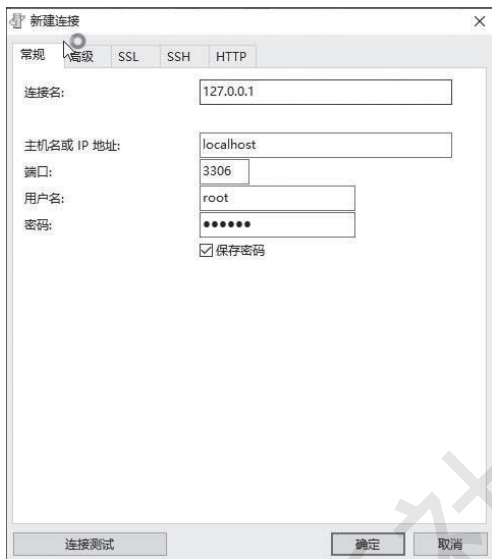 新建连接
常规 高级 SSL SSH HTTP
连接名: 127.0.0.1
主机名或 IP 地址: localhost
端口: 3306
用户名: root
密码: ●●●●●●
保存密码
连接测试 确定 取消